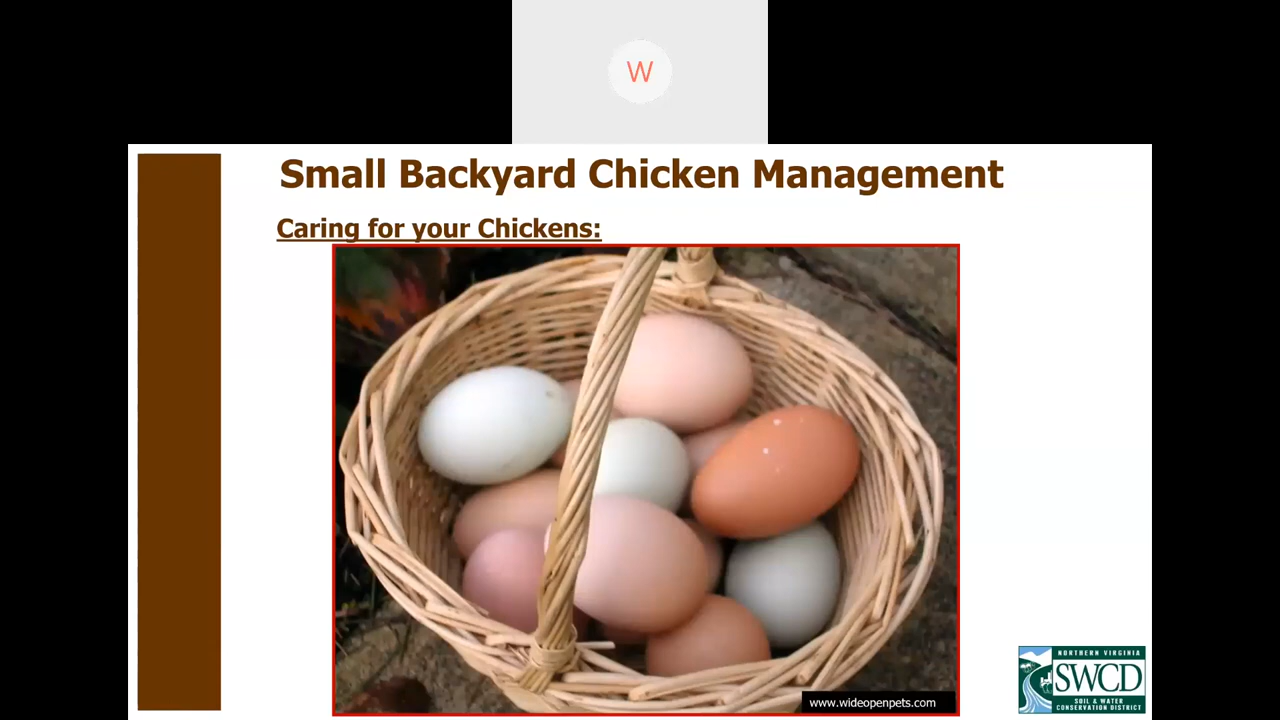 W
Small Backyard Chicken Management
Caring for your Chickens:
www.wideopenpets.com
NORTHERN VIRGINIA
SWCD
SOIL & WATER
CONSERVATION DISTRICT